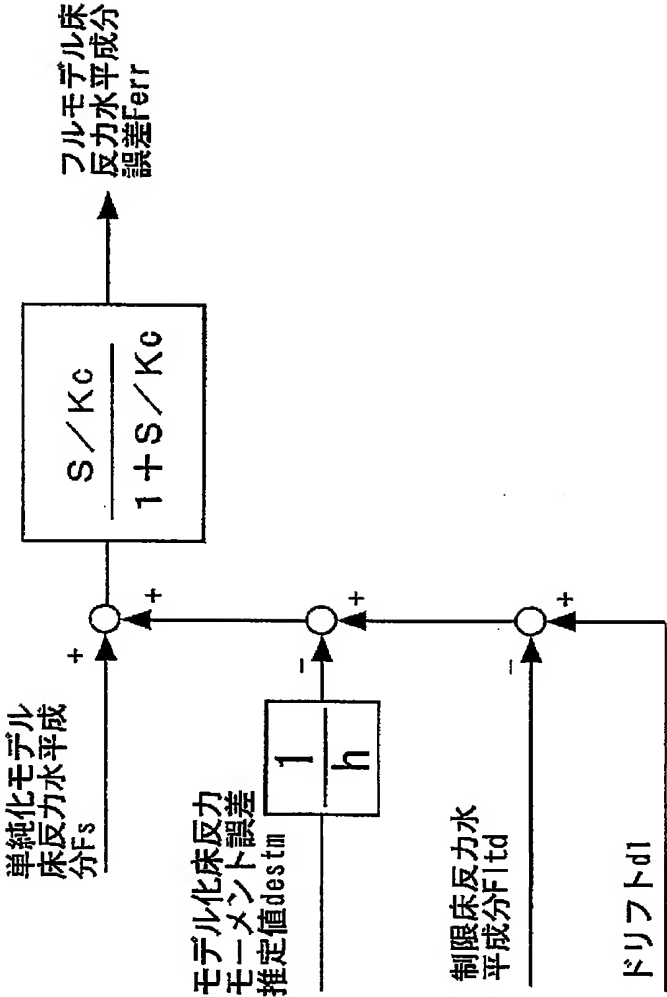 単純化モデル
床反力水平成
分Fs
+
+
S/Kc
1+S/Kc
フルモデル床
反力水平成分
誤差Ferr
モデル化床反力
モーメント誤差
推定値destm
1
h
-
+
制限床反力水
平成分Fltd
-
+
ドリフトd1